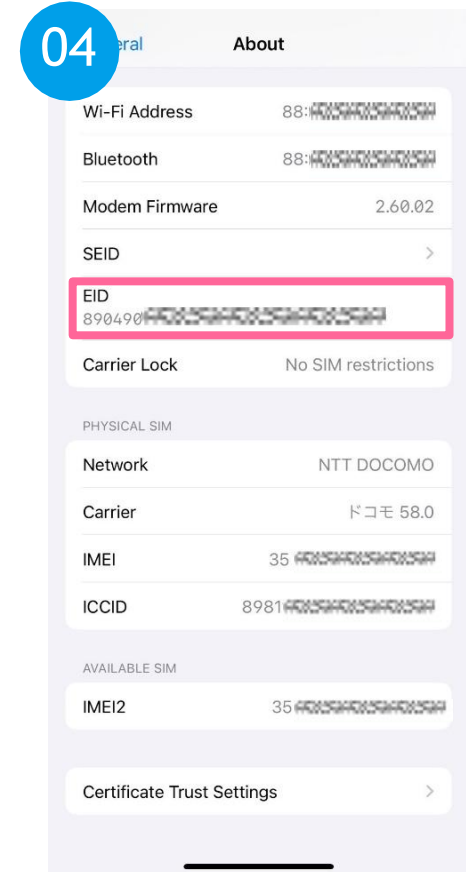 04
eral
About
Wi-Fi Address 88:
Bluetooth 88:
Modem Firmware 2.60.02
SEID
EID
890490
Carrier Lock No SIM restrictions
PHYSICAL SIM
Network NTT DOCOMO
Carrier ドコモ 58.0
IMEI 35
ICCID 8981
AVAILABLE SIM
IMEI2 35
Certificate Trust Settings